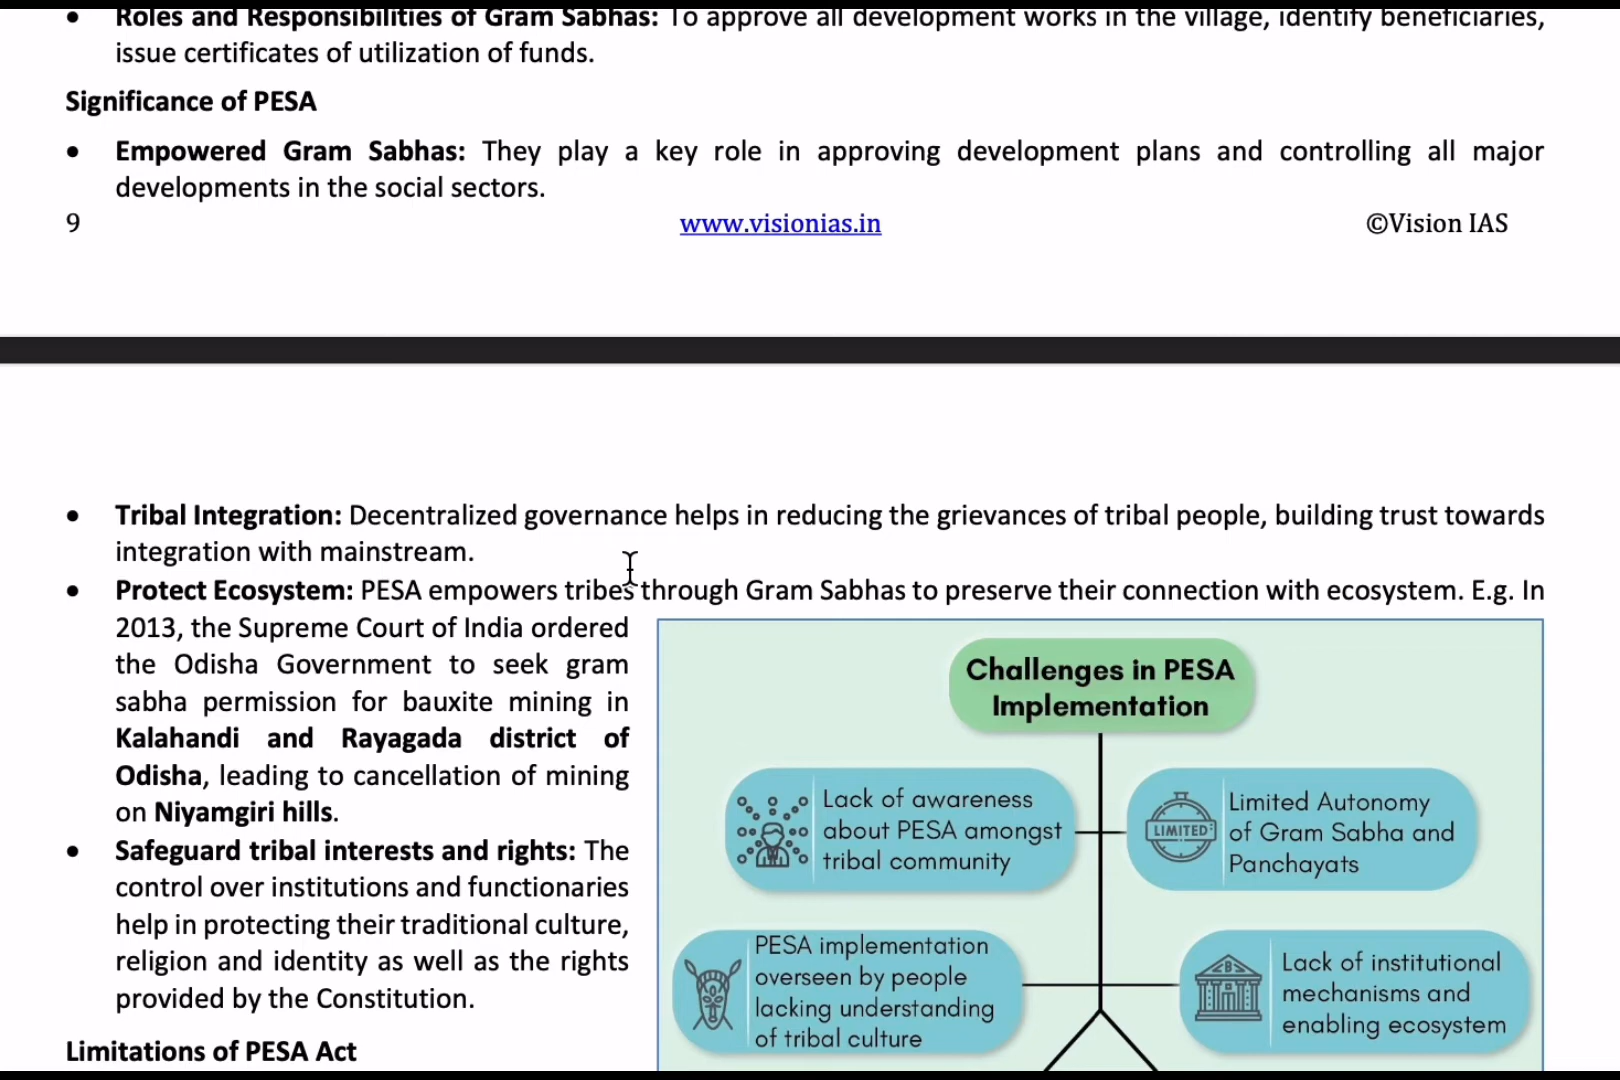 • Roles and Responsibilities of Gram Sabhas: To approve all development works in the village, identify beneficiaries,
issue certificates of utilization of funds.
Significance of PESA
• Empowered Gram Sabhas: They play a key role in approving development plans and controlling all major
developments in the social sectors.
9 www.visionias.in ©Vision IAS
• Tribal Integration: Decentralized governance helps in reducing the grievances of tribal people, building trust towards
integration with mainstream.
• Protect Ecosystem: PESA empowers tribes through Gram Sabhas to preserve their connection with ecosystem. E.g. In
2013, the Supreme Court of India ordered
the Odisha Government to seek gram
sabha permission for bauxite mining in
Kalahandi and Rayagada district of
Odisha, leading to cancellation of mining
on Niyamgiri hills.
• Safeguard tribal interests and rights: The
control over institutions and functionaries
help in protecting their traditional culture,
religion and identity as well as the rights
provided by the Constitution.
Limitations of PESA Act
Challenges in PESA
Implementation
Lack of awareness
about PESA amongst
tribal community
LIMITED
Limited Autonomy
of Gram Sabha and
Panchayats
PESA implementation
overseen by people
lacking understanding
of tribal culture
Lack of institutional
mechanisms and
enabling ecosystem